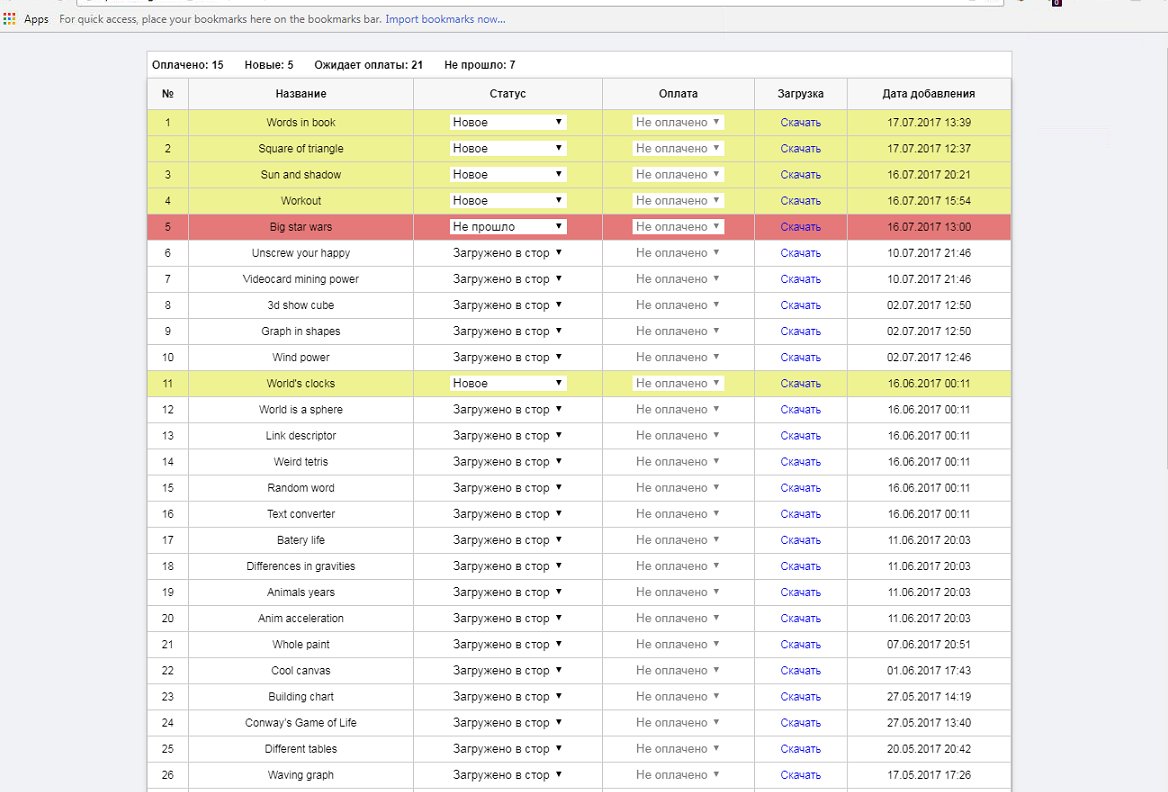 Apps For quick access, place your bookmarks here on the bookmarks bar. Import bookmarks now...
Оплачено: 15 Новые: 5 Ожидает оплаты: 21 Не прошло: 7
№ Название Статус Оплата Загрузка Дата добавления
1 Words in book Новое Не оплачено Скачать 17.07.2017 13:39
2 Square of triangle Новое Не оплачено Скачать 17.07.2017 12:37
3 Sun and shadow Новое Не оплачено Скачать 16.07.2017 20:21
4 Workout Новое Не оплачено Скачать 16.07.2017 15:54
5 Big star wars Не прошло Не оплачено Скачать 16.07.2017 13:00
6 Unscrew your happy Загружено в стор Не оплачено Скачать 10.07.2017 21:46
7 Videocard mining power Загружено в стор Не оплачено Скачать 10.07.2017 21:46
8 3d show cube Загружено в стор Не оплачено Скачать 02.07.2017 12:50
9 Graph in shapes Загружено в стор Не оплачено Скачать 02.07.2017 12:50
10 Wind power Загружено в стор Не оплачено Скачать 02.07.2017 12:46
11 World's clocks Новое Не оплачено Скачать 16.06.2017 00:11
12 World is a sphere Загружено в стор Не оплачено Скачать 16.06.2017 00:11
13 Link descriptor Загружено в стор Не оплачено Скачать 16.06.2017 00:11
14 Weird tetris Загружено в стор Не оплачено Скачать 16.06.2017 00:11
15 Random word Загружено в стор Не оплачено Скачать 16.06.2017 00:11
16 Text converter Загружено в стор Не оплачено Скачать 16.06.2017 00:11
17 Batery life Загружено в стор Не оплачено Скачать 11.06.2017 20:03
18 Differences in gravities Загружено в стор Не оплачено Скачать 11.06.2017 20:03
19 Animals years Загружено в стор Не оплачено Скачать 11.06.2017 20:03
20 Anim acceleration Загружено в стор Не оплачено Скачать 11.06.2017 20:03
21 Whole paint Загружено в стор Не оплачено Скачать 07.06.2017 20:51
22 Cool canvas Загружено в стор Не оплачено Скачать 01.06.2017 17:43
23 Building chart Загружено в стор Не оплачено Скачать 27.05.2017 14:19
24 Conway's Game of Life Загружено в стор Не оплачено Скачать 27.05.2017 13:40
25 Different tables Загружено в стор Не оплачено Скачать 20.05.2017 20:42
26 Waving graph Загружено в стор Не оплачено Скачать 17.05.2017 17:26